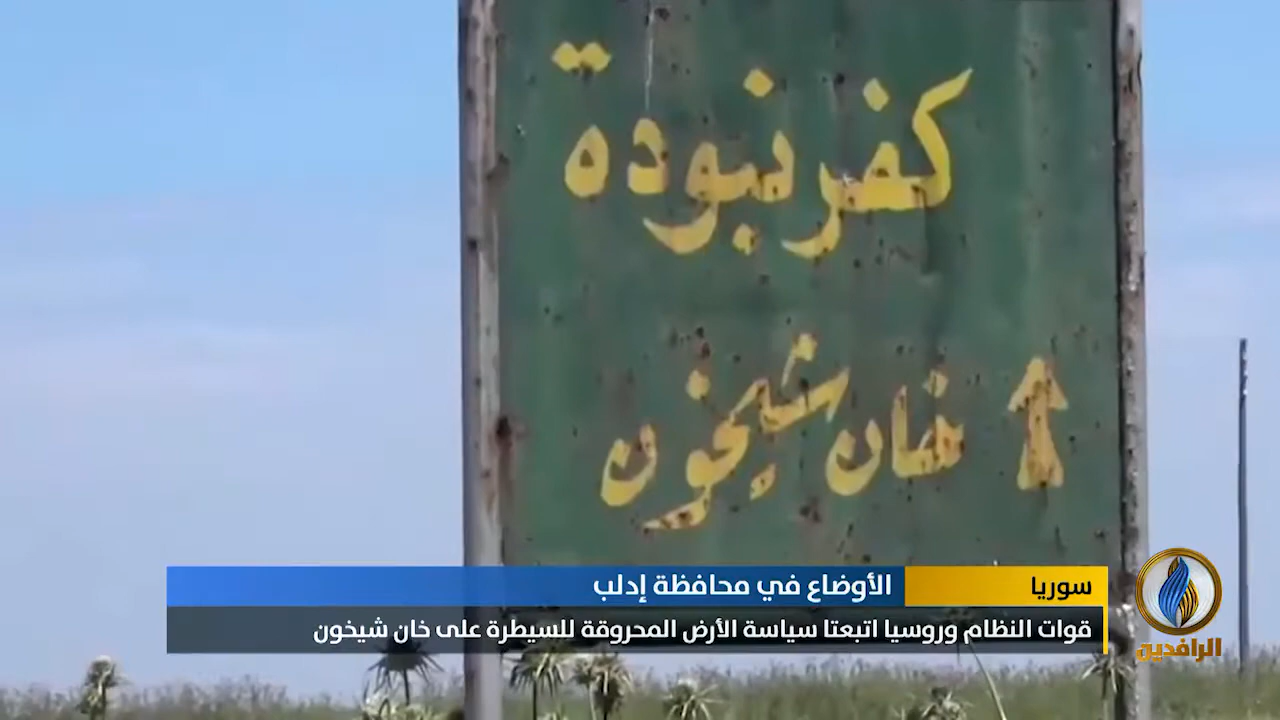 كفرنبودة
خان شيخون
سوريا
الأوضاع في محافظة إدلب
قوات النظام وروسيا اتبعتا سياسة الأرض المحروقة للسيطرة على خان شيخون
الرافدين